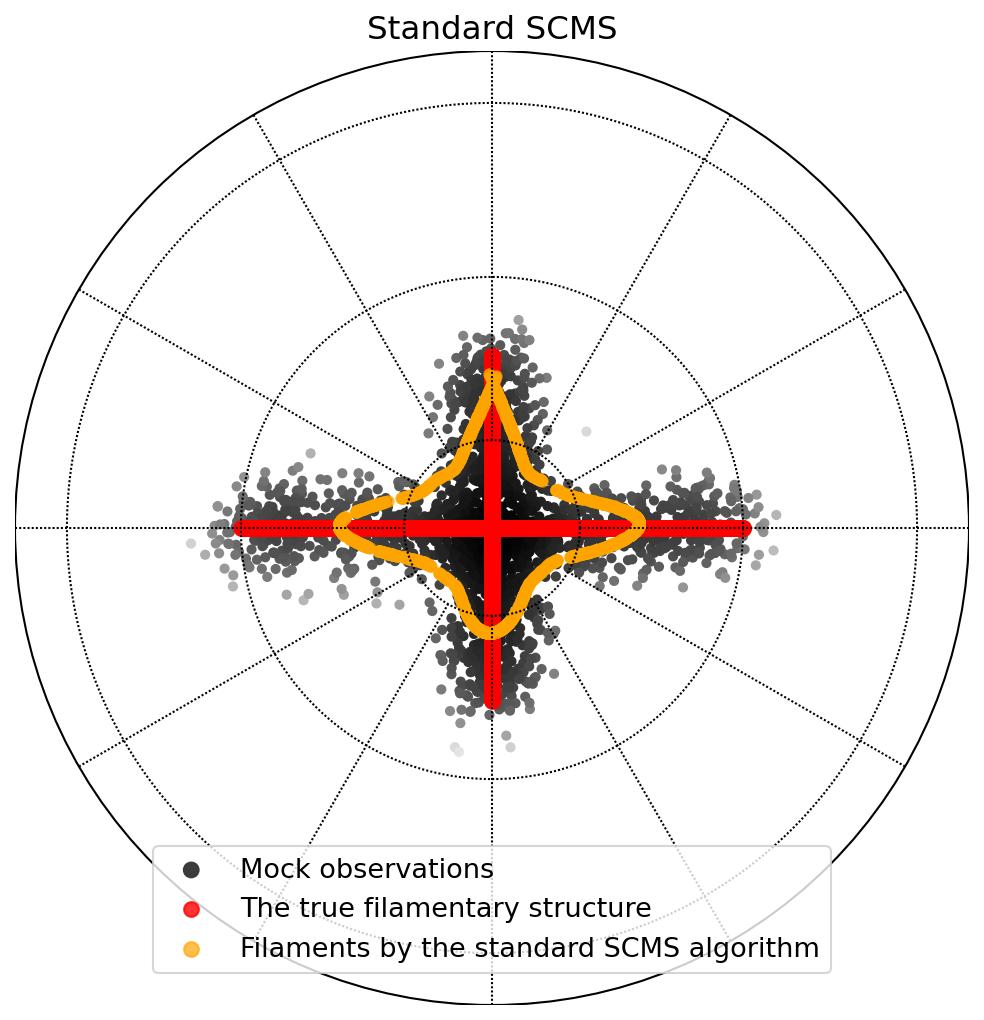 Standard SCMS
Mock observations
The true filamentary structure
Filaments by the standard SCMS algorithm